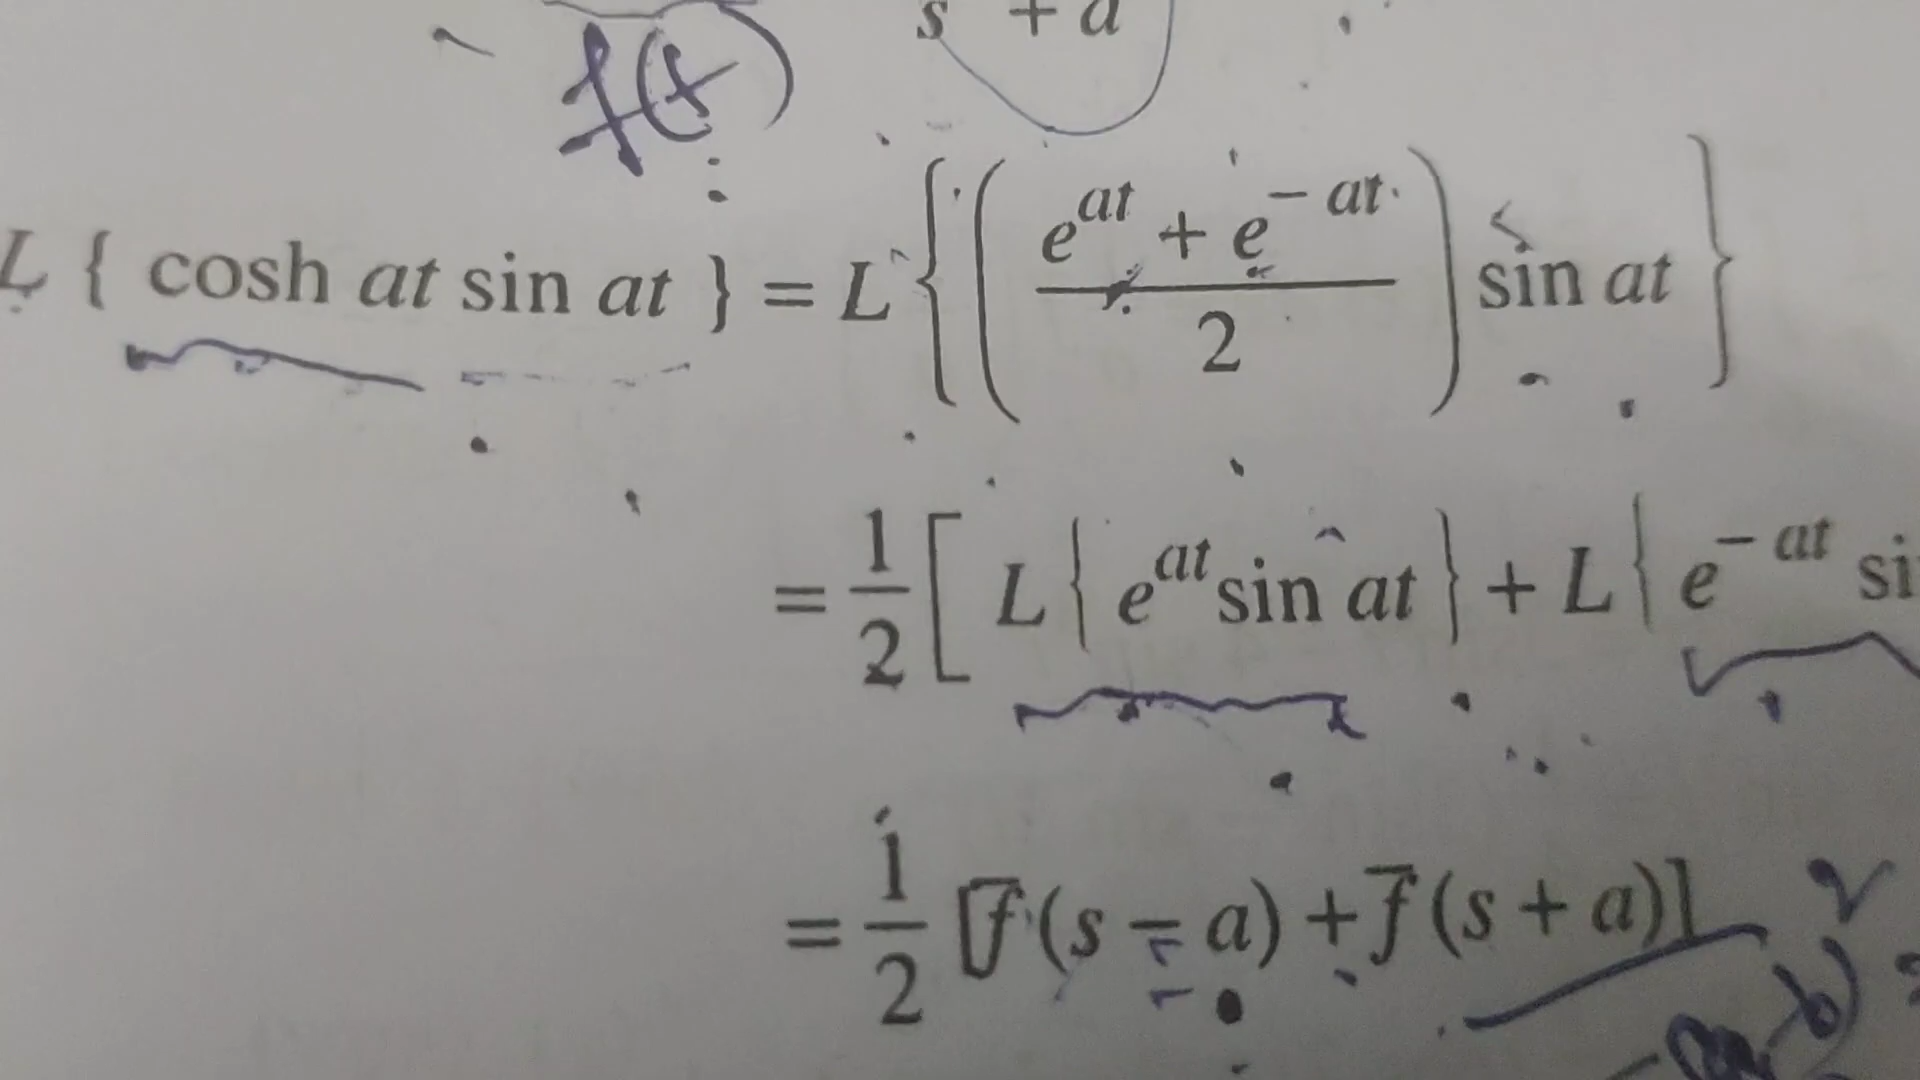 s + a
f(t)
L { cosh at sin at } = L { ( e^{at} + e^{- at} / 2 ) sin at }
= 1/2 [ L { e^{at} sin at } + L { e^{- at} si
= 1/2 [f̅ (s - a) + f̅ (s + a)]